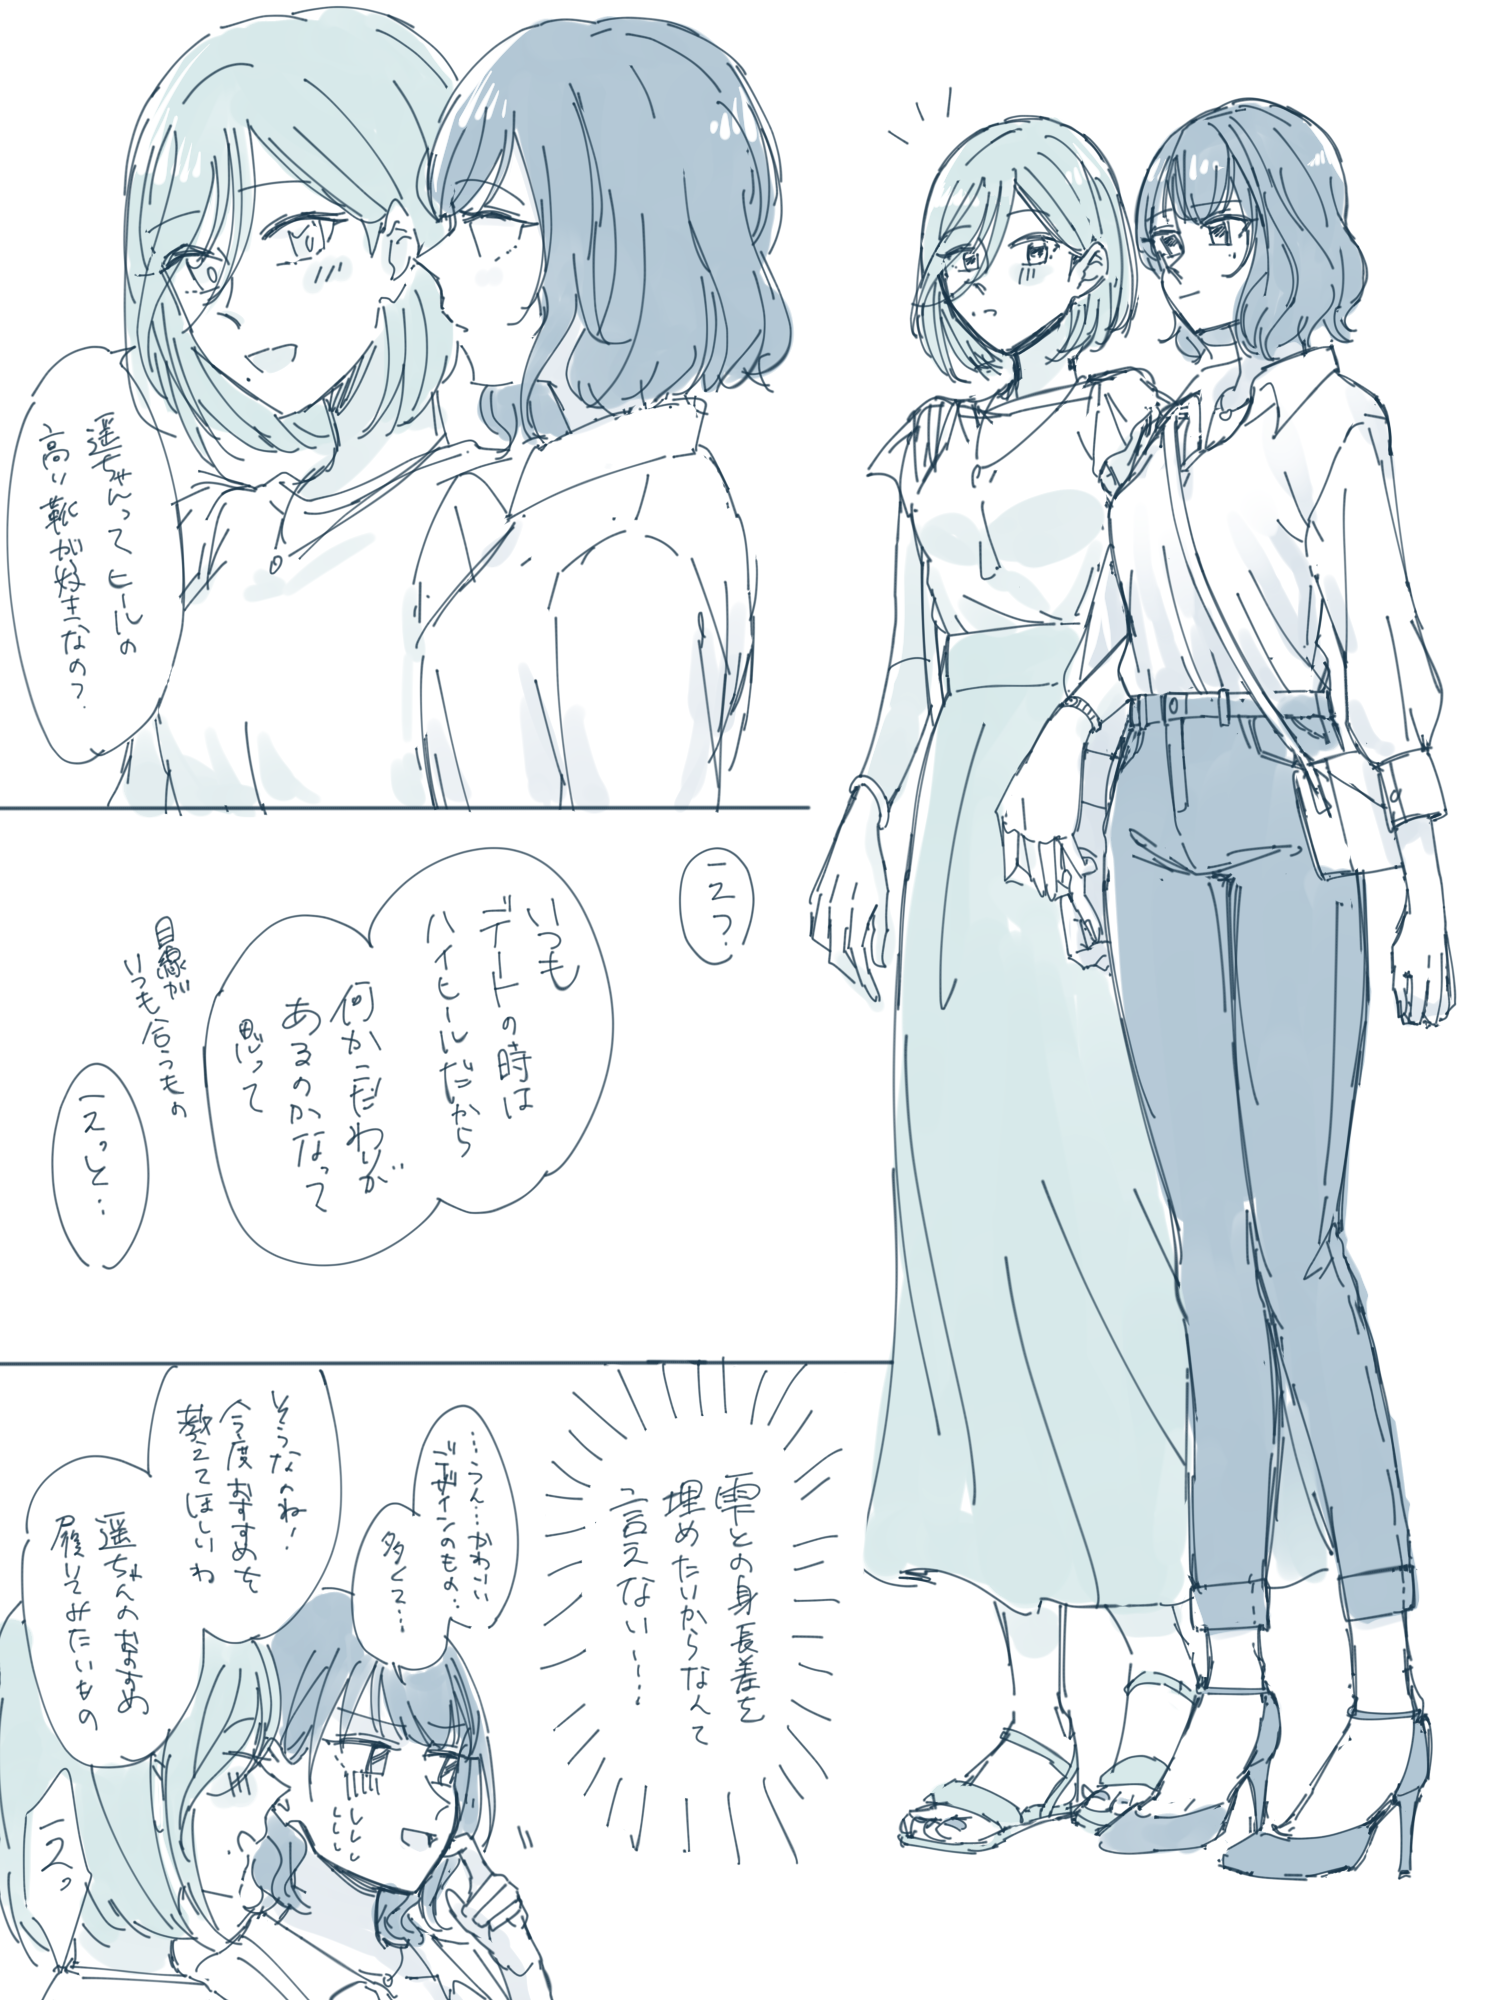 遥ちゃんってヒールの
高い靴が好きなの?
え?
いつも
デートの時は
ハイヒールだから
何かこだわりが
あるのかなって
思って
目線が
いつも合うもの
えっと‥
雫との身長差を
埋めたいからなんて
言えない…!
…うん…かわいい
デザインのもの‥
多くて…
そうなのね!
今度おすすめを
教えてほしいわ
遥ちゃんのおすすめ
履いてみたいもの
えっ